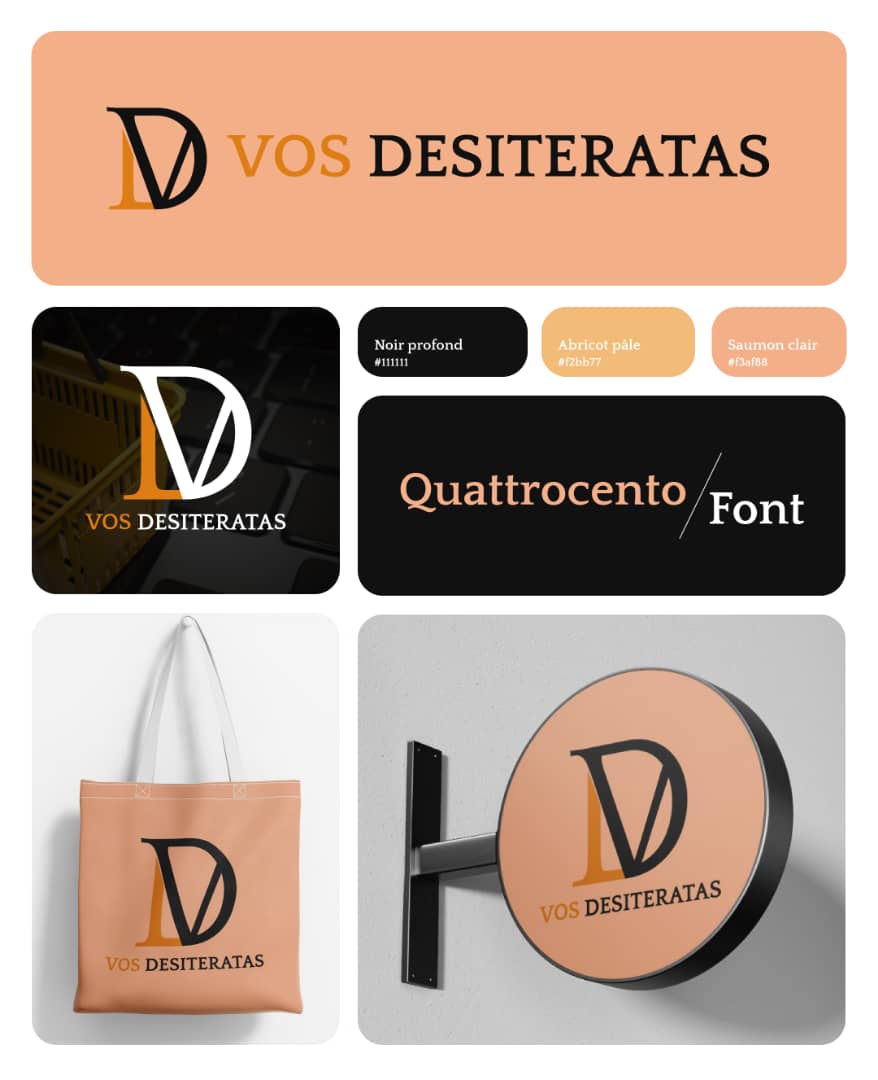 VOS DESITERATAS
Noir profond
#111111
Abricot pâle
#f2bb77
Saumon clair
#f3af88
VOS DESITERATAS
Quattrocento
Font
VOS DESITERATAS
VOS DESITERATAS